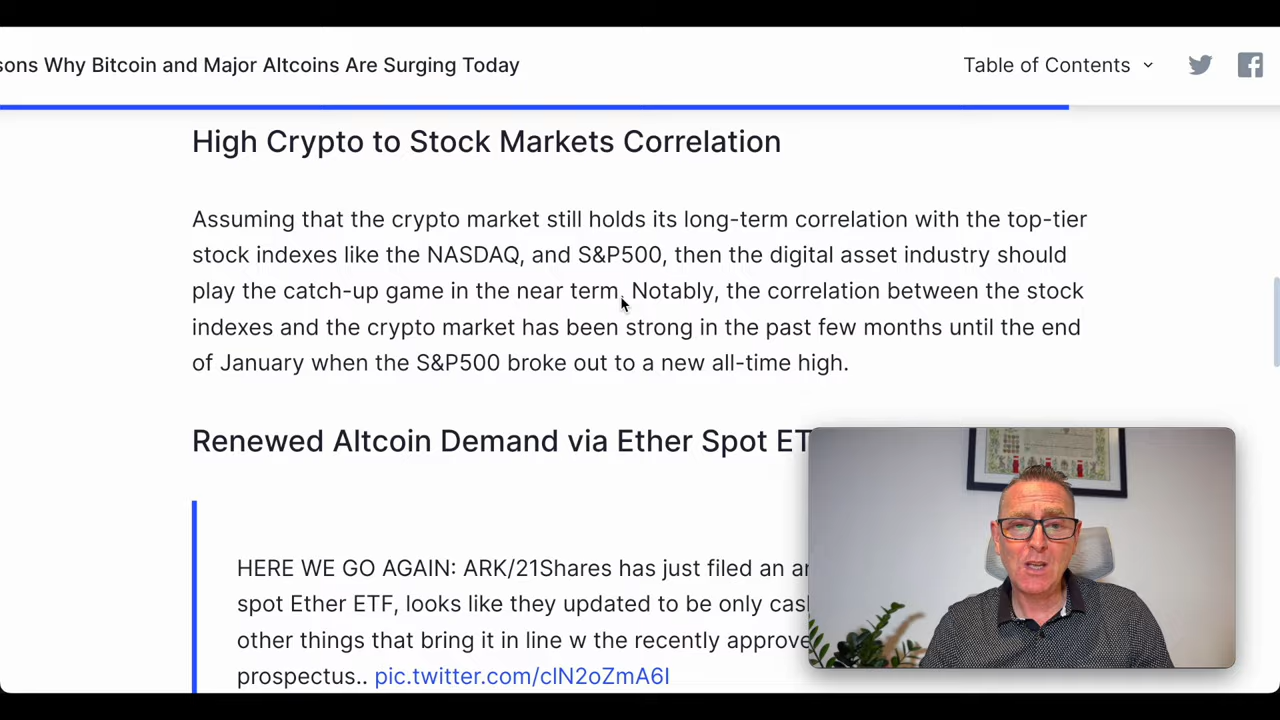 sons Why Bitcoin and Major Altcoins Are Surging Today
Table of Contents
High Crypto to Stock Markets Correlation
Assuming that the crypto market still holds its long-term correlation with the top-tier
stock indexes like the NASDAQ, and S&P500, then the digital asset industry should
play the catch-up game in the near term. Notably, the correlation between the stock
indexes and the crypto market has been strong in the past few months until the end
of January when the S&P500 broke out to a new all-time high.
Renewed Altcoin Demand via Ether Spot ET
HERE WE GO AGAIN: ARK/21Shares has just filed an
spot Ether ETF, looks like they updated to be only
other things that bring it in line w the recently
prospectus.. pic.twitter.com/clN2oZmA6I